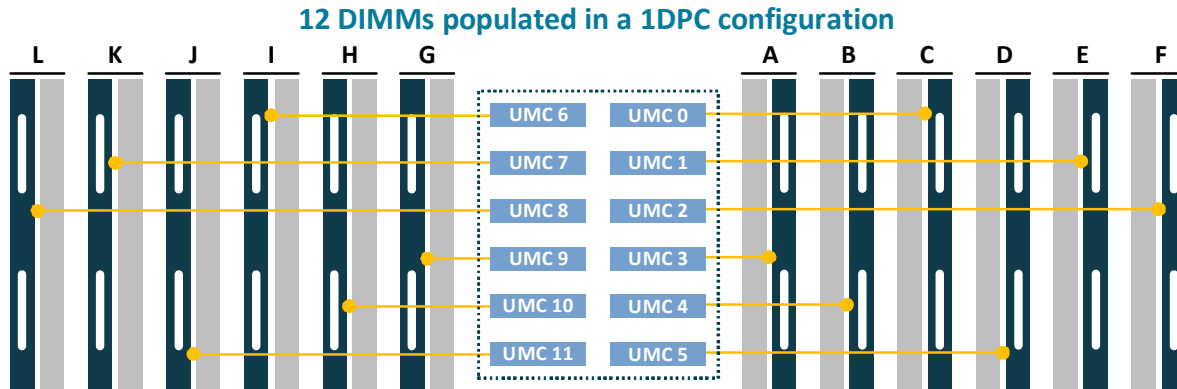 12 DIMMs populated in a 1DPC configuration
L K J I H G A B C D E F
UMC 6 UMC 0
UMC 7 UMC 1
UMC 8 UMC 2
UMC 9 UMC 3
UMC 10 UMC 4
UMC 11 UMC 5